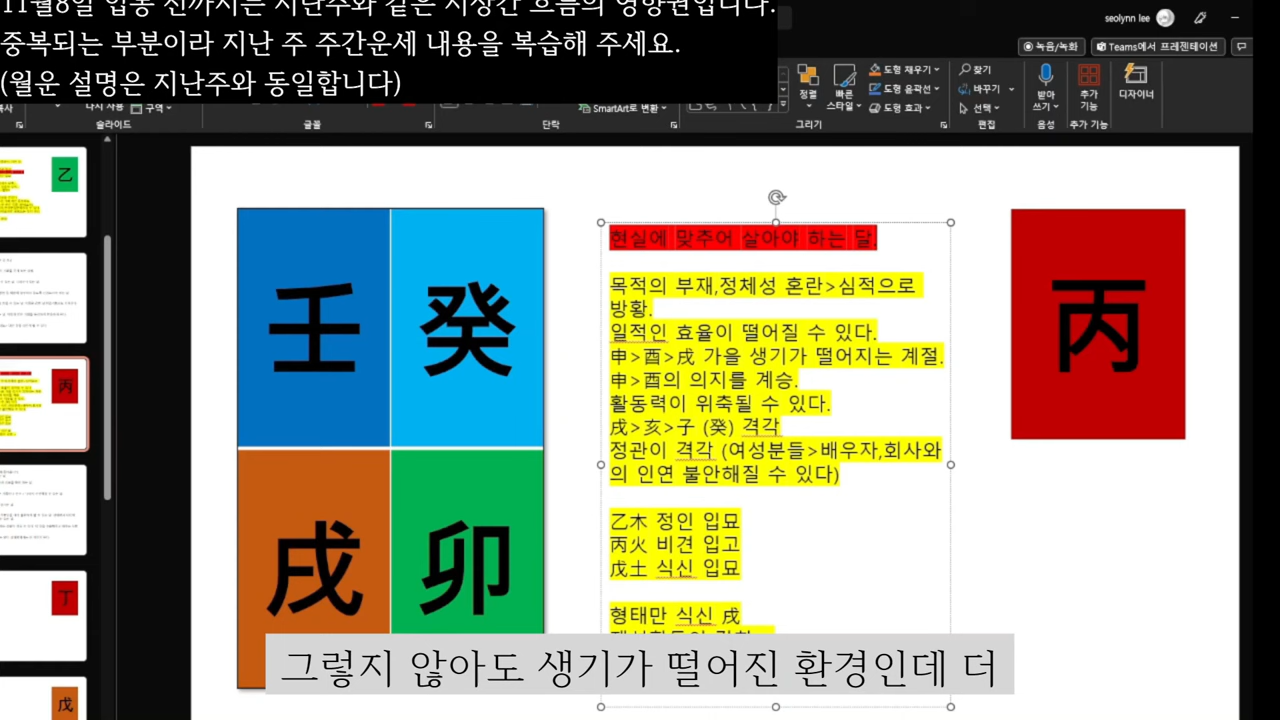 11월8일 입동 전까지는 지난주와 같은 지장간 흐름의 영향권입니다.
중복되는 부분이라 지난 주 주간운세 내용을 복습해 주세요.
(월운 설명은 지난주와 동일합니다)
seolynn lee
녹음/녹화
Teams에서 프레젠테이션
정렬
빠른
스타일
도형 채우기
도형 윤곽선
도형 효과
찾기
바꾸기
선택
받아
쓰기
추가
기능
디자이너
다시 사용
구역
SmartArt로 변환
슬라이드
글꼴
단락
그리기
편집
음성
추가 기능
乙
丙
丁
戊
壬
癸
戌
卯
현실에 맞추어 살아야 하는 달.
목적의 부재,정체성 혼란>심적으로
방황.
일적인 효율이 떨어질 수 있다.
申>酉>戌 가을 생기가 떨어지는 계절.
申>酉의 의지를 계승.
활동력이 위축될 수 있다.
戌>亥>子 (癸) 격각
정관이 격각 (여성분들>배우자,회사와
의 인연 불안해질 수 있다)
乙木 정인 입묘
丙火 비견 입고
戊土 식신 입묘
형태만 식신 戌
丙
그렇지 않아도 생기가 떨어진 환경인데 더